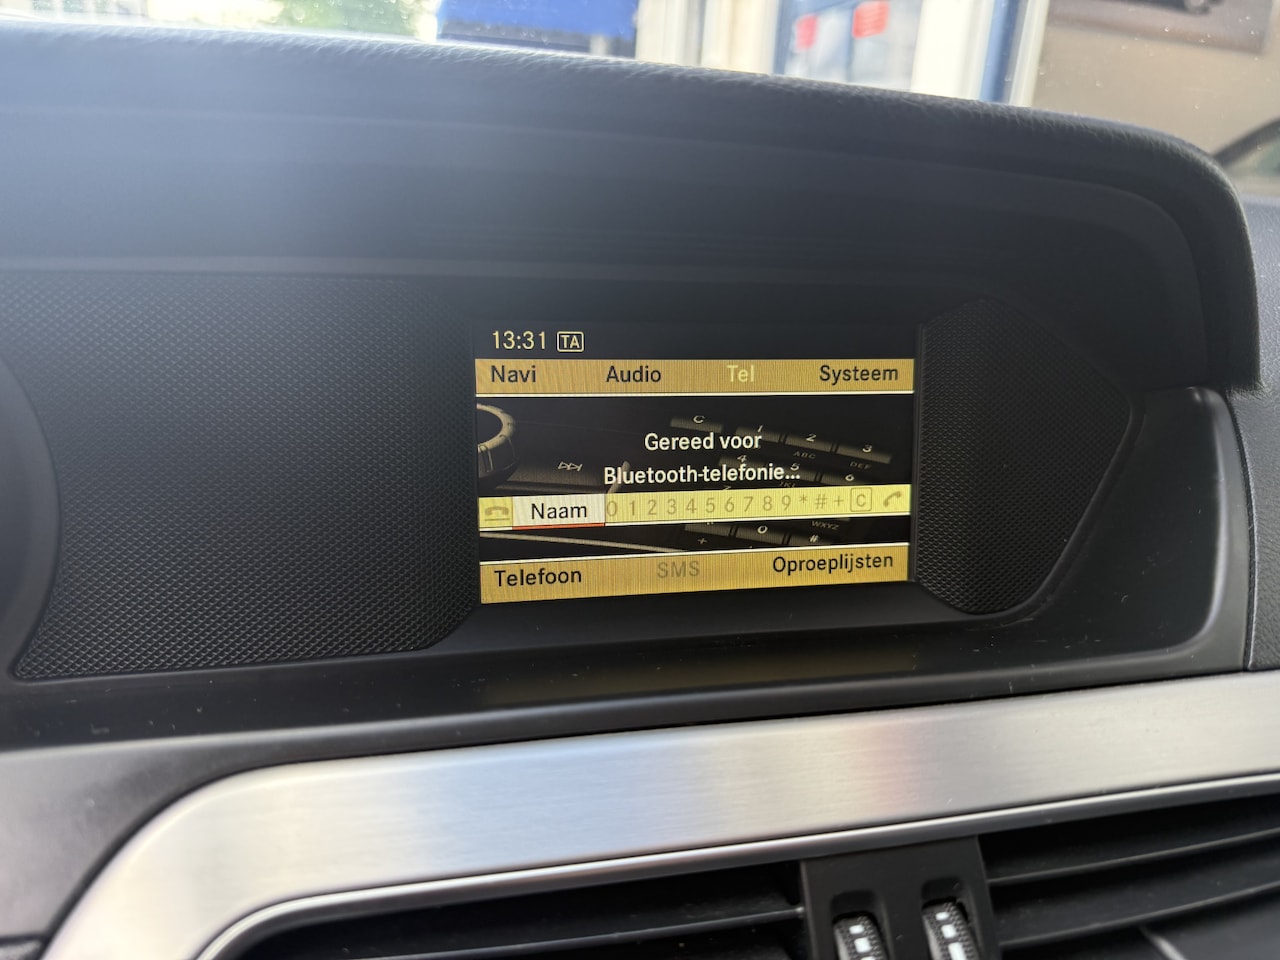 13:31 TA
Navi Audio Tel Systeem
Gereed voor
Bluetooth-telefonie...
Naam 0 1 2 3 4 5 6 7 8 9 * # + C
Telefoon SMS Oproeplijsten